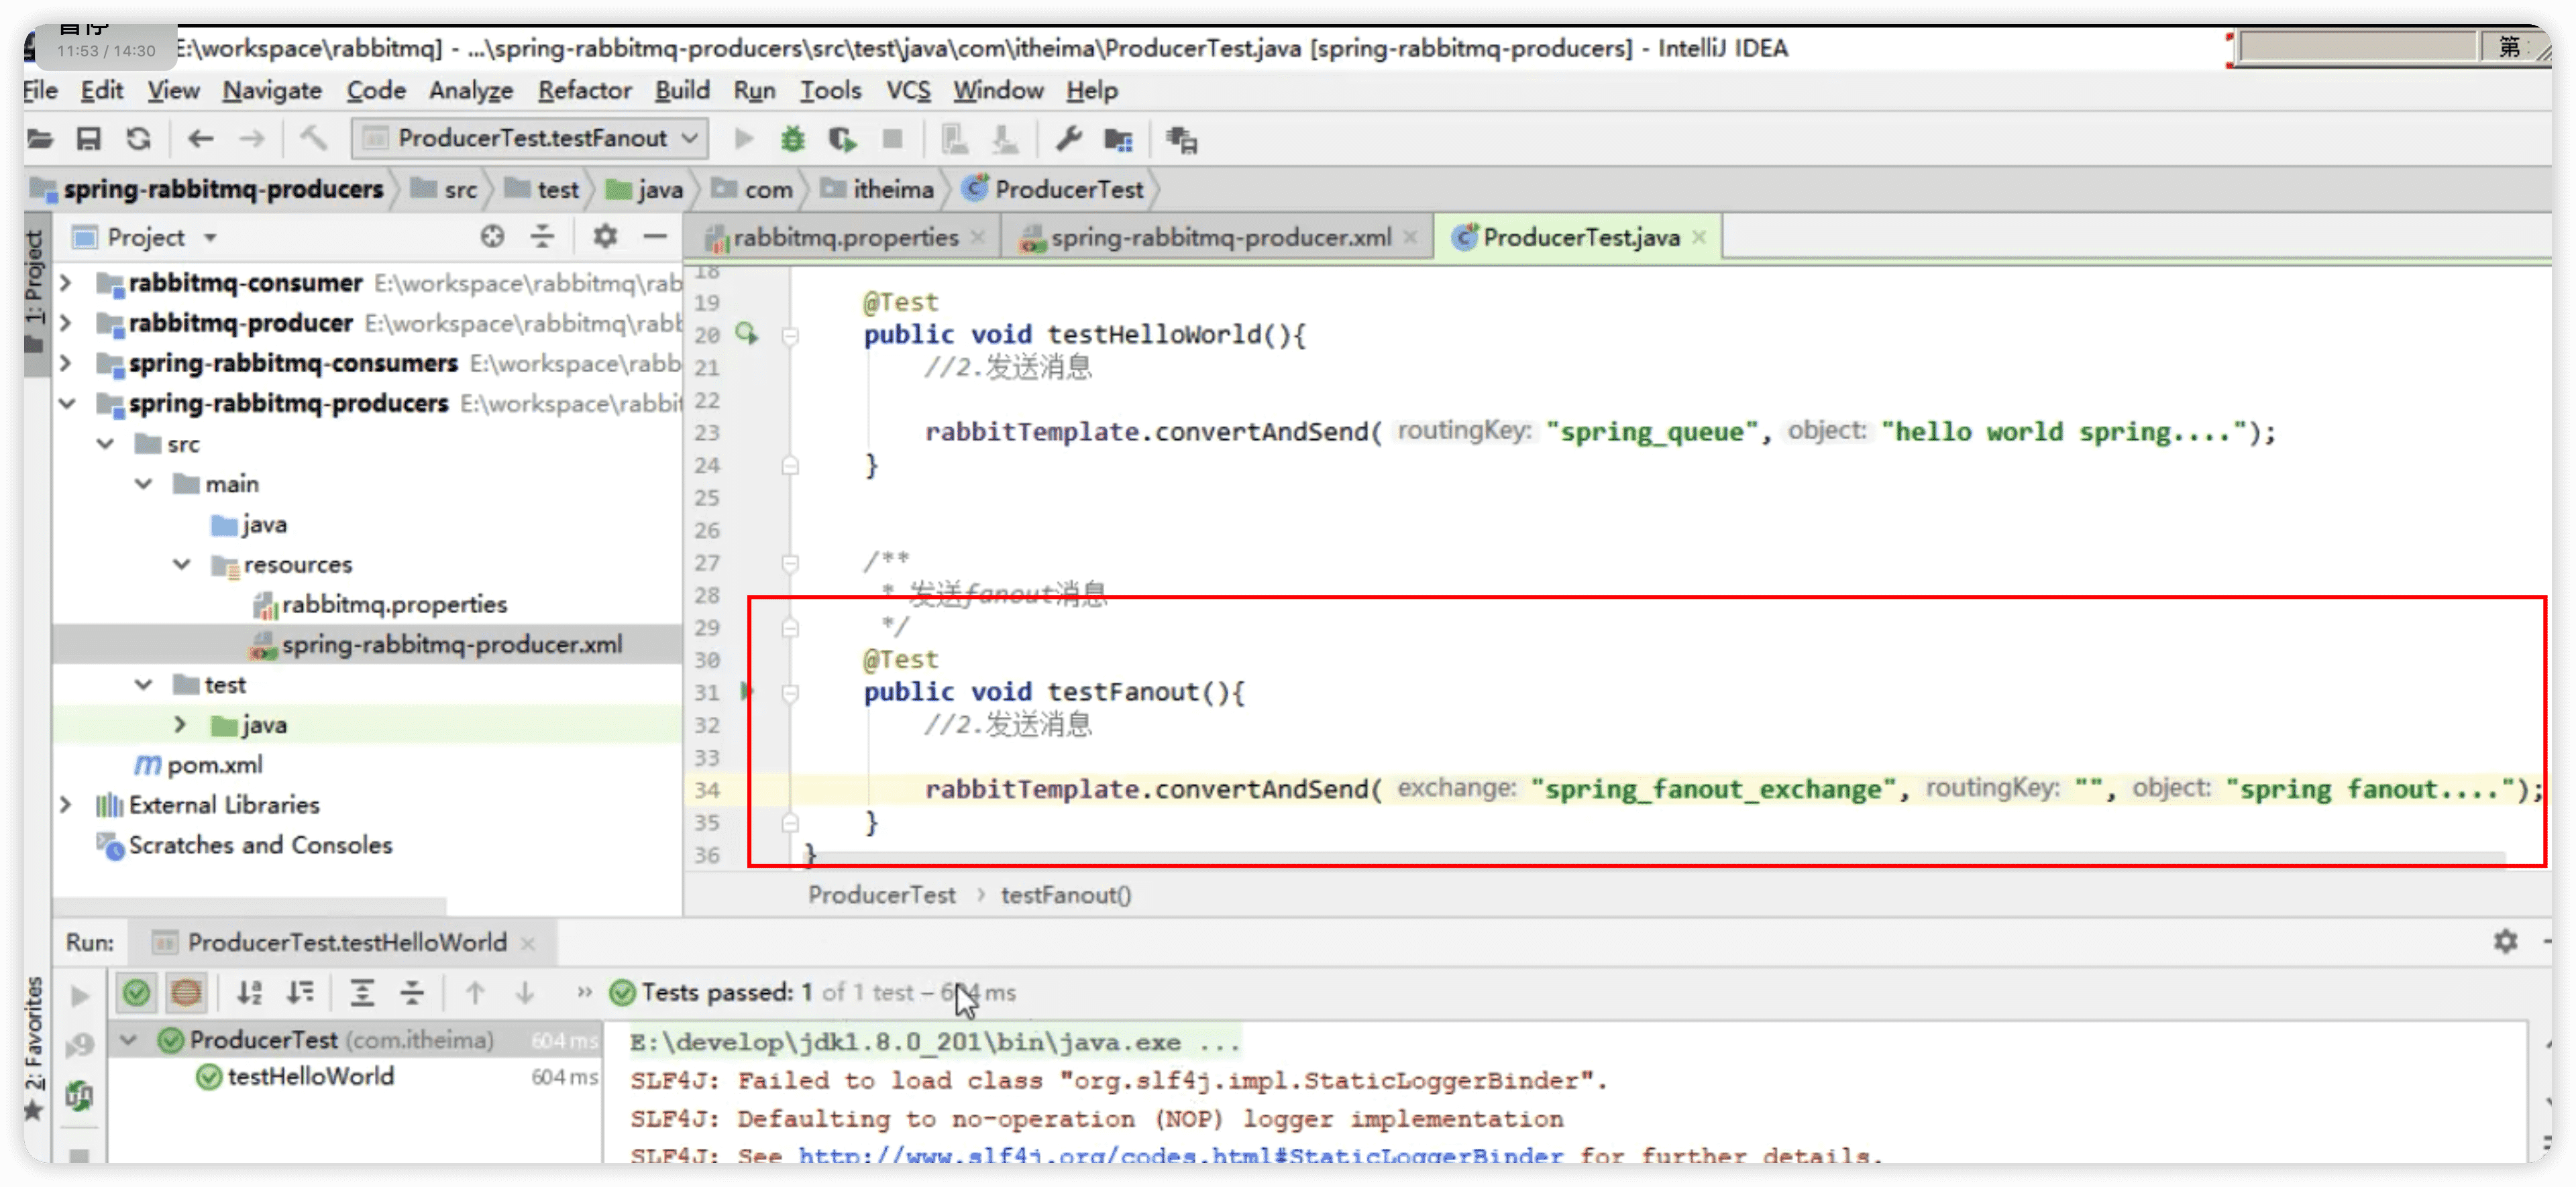 暂停
11:53 / 14:30
E:\workspace\rabbitmq] - ...\spring-rabbitmq-producers\src\test\java\com\itheima\ProducerTest.java [spring-rabbitmq-producers] - IntelliJ IDEA
第
File Edit View Navigate Code Analyze Refactor Build Run Tools VCS Window Help
ProducerTest.testFanout
spring-rabbitmq-producers src test java com itheima ProducerTest
1: Project
Project
rabbitmq.properties
spring-rabbitmq-producer.xml
ProducerTest.java
rabbitmq-consumer E:\workspace\rabbitmq\rab
rabbitmq-producer E:\workspace\rabbitmq\rabb
spring-rabbitmq-consumers E:\workspace\rabb
spring-rabbitmq-producers E:\workspace\rabbit
src
main
java
resources
rabbitmq.properties
spring-rabbitmq-producer.xml
test
java
pom.xml
External Libraries
Scratches and Consoles
18
19 @Test
20 public void testHelloWorld(){
21 //2.发送消息
22
23 rabbitTemplate.convertAndSend( routingKey: "spring_queue", object: "hello world spring....");
24 }
25
26
27 /**
28 * 发送fanout消息
29 */
30 @Test
31 public void testFanout(){
32 //2.发送消息
33
34 rabbitTemplate.convertAndSend( exchange: "spring_fanout_exchange", routingKey: "", object: "spring fanout....");
35 }
36 }
ProducerTest › testFanout()
Run: ProducerTest.testHelloWorld
2: Favorites
» Tests passed: 1 of 1 test – 604 ms
ProducerTest (com.itheima) 604 ms
testHelloWorld 604 ms
E:\develop\jdk1.8.0_201\bin\java.exe ...
SLF4J: Failed to load class "org.slf4j.impl.StaticLoggerBinder".
SLF4J: Defaulting to no-operation (NOP) logger implementation
SLF4J: See http://www.slf4j.org/codes.html#StaticLoggerBinder for further details.